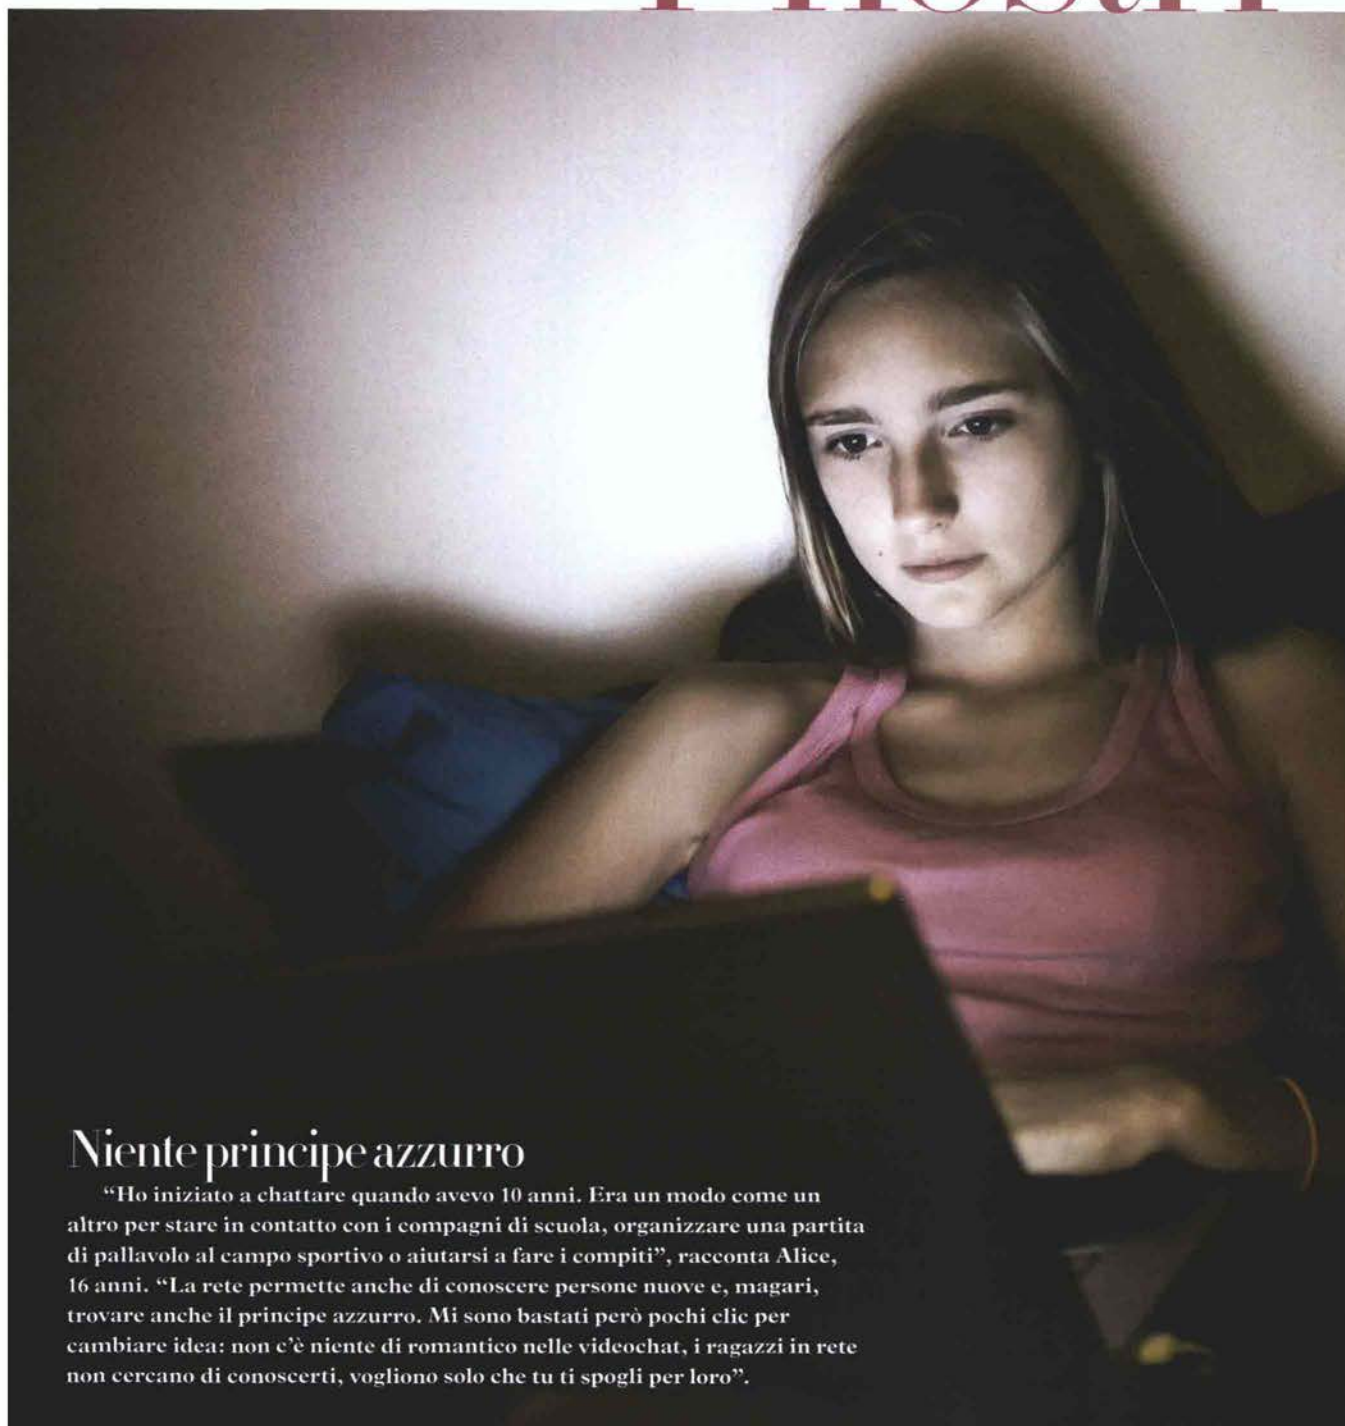 Niente principe azzurro
“Ho iniziato a chattare quando avevo 10 anni. Era un modo come un
altro per stare in contatto con i compagni di scuola, organizzare una partita
di pallavolo al campo sportivo o aiutarsi a fare i compiti”, racconta Alice,
16 anni. “La rete permette anche di conoscere persone nuove e, magari,
trovare anche il principe azzurro. Mi sono bastati però pochi clic per
cambiare idea: non c’è niente di romantico nelle videochat, i ragazzi in rete
non cercano di conoscerti, vogliono solo che tu ti spogli per loro”.